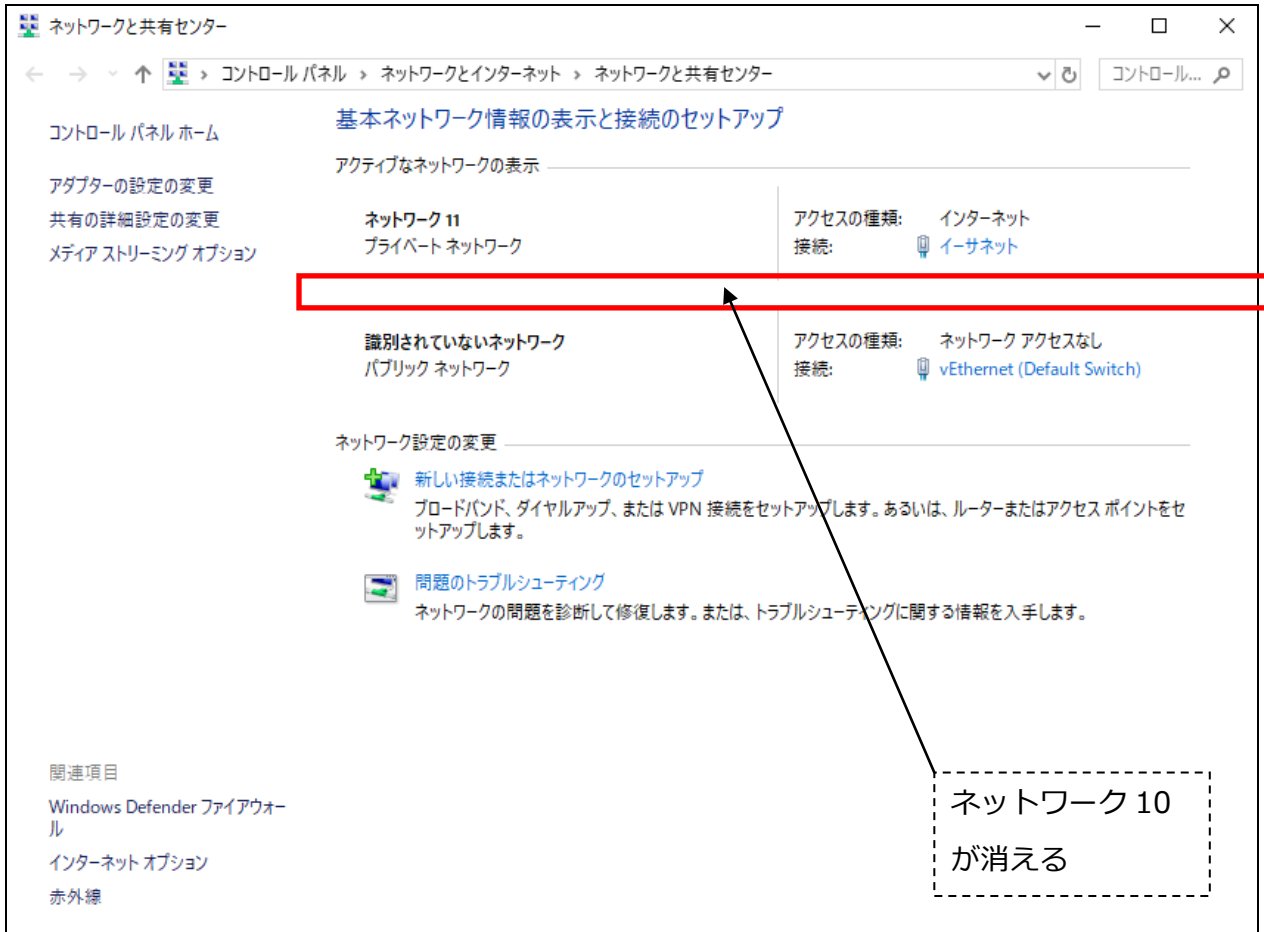 ネットワークと共有センター
コントロール パネル › ネットワークとインターネット › ネットワークと共有センター
コントロール...
コントロール パネル ホーム
アダプターの設定の変更
共有の詳細設定の変更
メディア ストリーミング オプション
基本ネットワーク情報の表示と接続のセットアップ
アクティブなネットワークの表示
ネットワーク 11
プライベート ネットワーク
アクセスの種類: インターネット
接続: イーサネット
識別されていないネットワーク
パブリック ネットワーク
アクセスの種類: ネットワーク アクセスなし
接続: vEthernet (Default Switch)
ネットワーク設定の変更
新しい接続またはネットワークのセットアップ
ブロードバンド、ダイヤルアップ、または VPN 接続をセットアップします。あるいは、ルーターまたはアクセス ポイントをセ
ットアップします。
問題のトラブルシューティング
ネットワークの問題を診断して修復します。または、トラブルシューティングに関する情報を入手します。
ネットワーク 10
が消える
関連項目
Windows Defender ファイアウォー
ル
インターネット オプション
赤外線